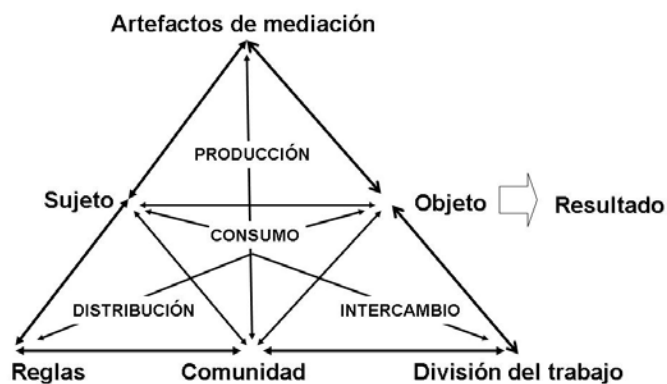 Artefactos de mediación
PRODUCCIÓN
Sujeto
Objeto
Resultado
CONSUMO
DISTRIBUCIÓN
INTERCAMBIO
Reglas
Comunidad
División del trabajo